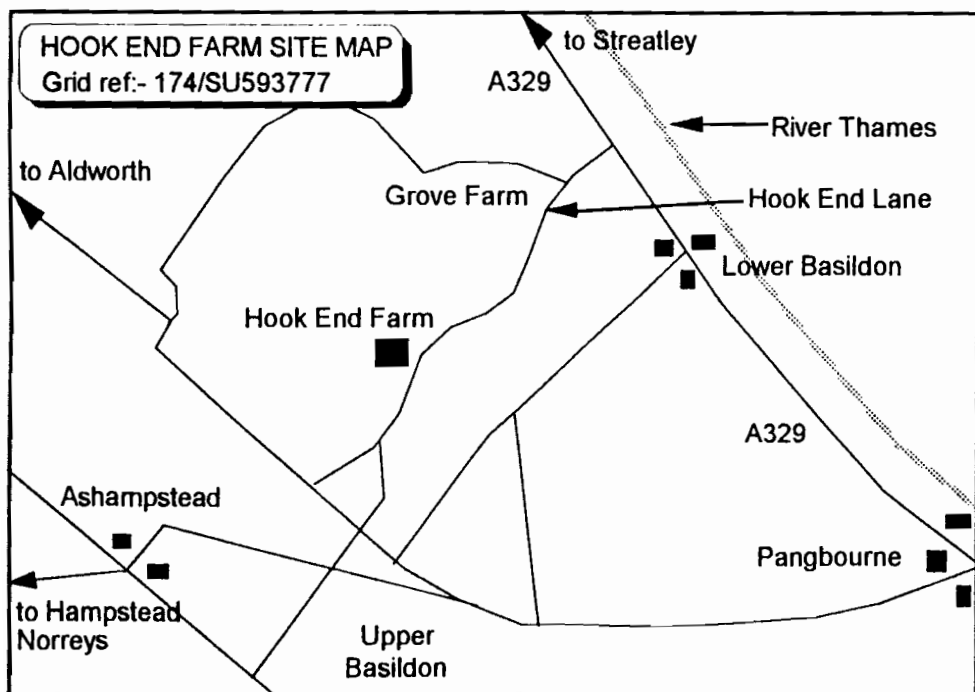 HOOK END FARM SITE MAP
Grid ref:- 174/SU593777
to Streatley
A329
River Thames
to Aldworth
Grove Farm
Hook End Lane
Lower Basildon
Hook End Farm
A329
Ashampstead
Pangbourne
to Hampstead
Norreys
Upper
Basildon